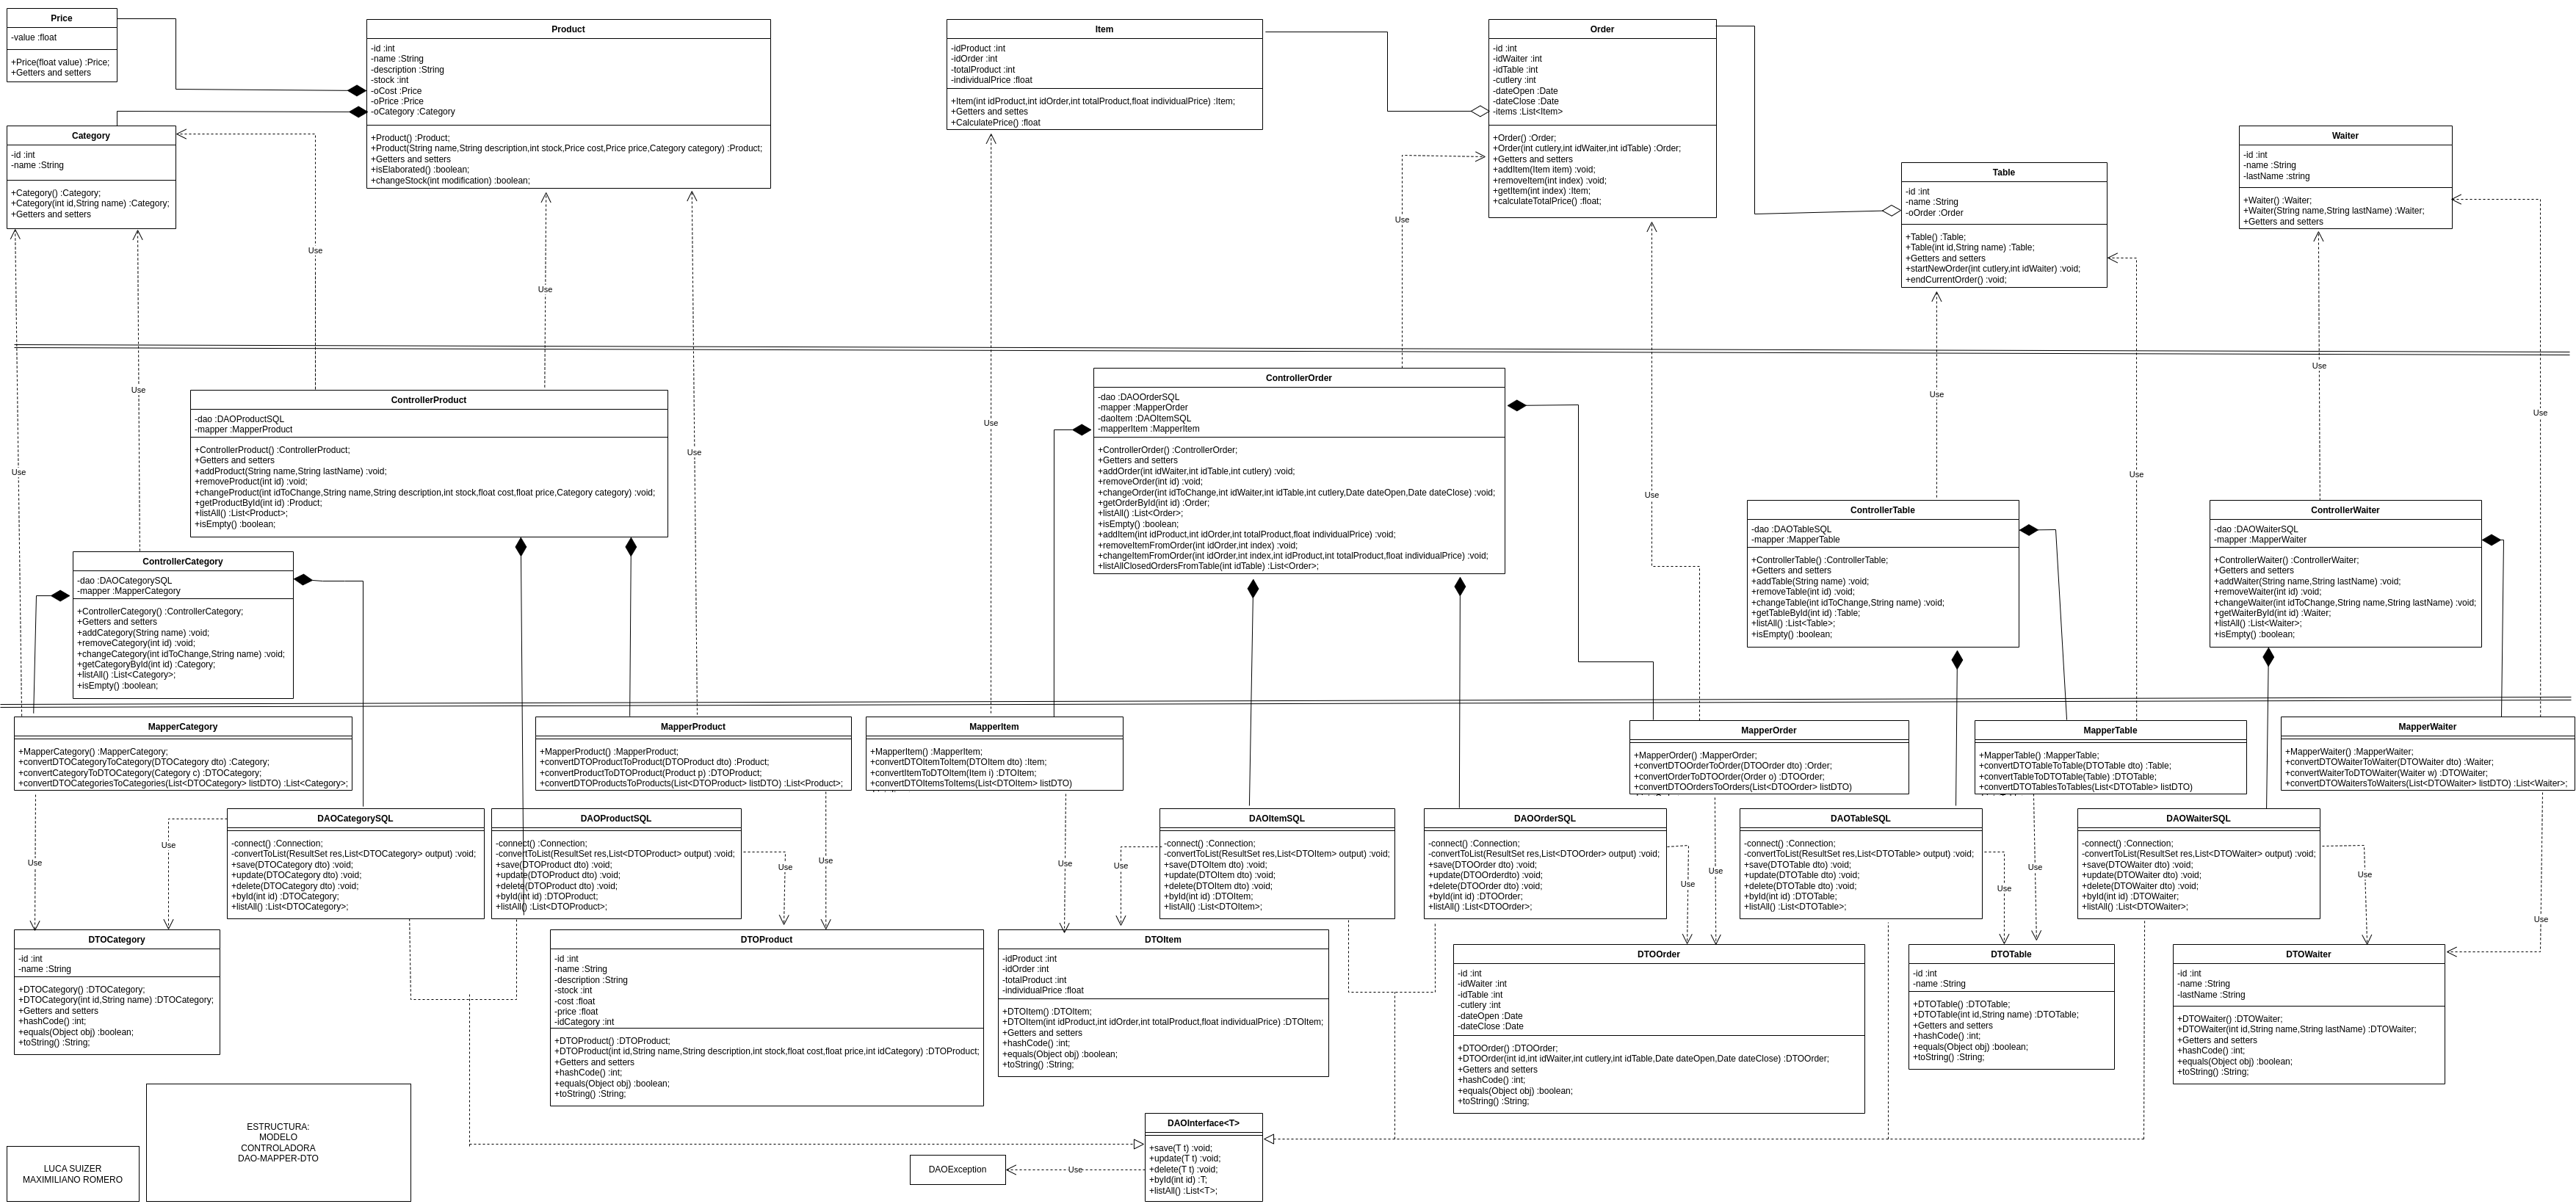 Price
-value :float
+Price(float value) :Price;
+Getters and setters
Product
-id :int
-name :String
-description :String
-stock :int
-oCost :Price
-oPrice :Price
-oCategory :Category
+Product() :Product;
+Product(String name,String description,int stock,Price cost,Price price,Category category) :Product;
+Getters and setters
+isElaborated() :boolean;
+changeStock(int modification) :boolean;
Item
-idProduct :int
-idOrder :int
-totalProduct :int
-individualPrice :float
+Item(int idProduct,int idOrder,int totalProduct,float individualPrice) :Item;
+Getters and settes
+CalculatePrice() :float
Order
-id :int
-idWaiter :int
-idTable :int
-cutlery :int
-dateOpen :Date
-dateClose :Date
-items :List<Item>
+Order() :Order;
+Order(int cutlery,int idWaiter,int idTable) :Order;
+Getters and setters
+addItem(Item item) :void;
+removeItem(int index) :void;
+getItem(int index) :Item;
+calculateTotalPrice() :float;
Category
-id :int
-name :String
+Category() :Category;
+Category(int id,String name) :Category;
+Getters and setters
Table
-id :int
-name :String
-oOrder :Order
+Table() :Table;
+Table(int id,String name) :Table;
+Getters and setters
+startNewOrder(int cutlery,int idWaiter) :void;
+endCurrentOrder() :void;
Waiter
-id :int
-name :String
-lastName :string
+Waiter() :Waiter;
+Waiter(String name,String lastName) :Waiter;
+Getters and setters
Use
Use
Use
Use
Use
Use
Use
Use
Use
Use
Use
Use
Use
ControllerProduct
-dao :DAOProductSQL
-mapper :MapperProduct
+ControllerProduct() :ControllerProduct;
+Getters and setters
+addProduct(String name,String lastName) :void;
+removeProduct(int id) :void;
+changeProduct(int idToChange,String name,String description,int stock,float cost,float price,Category category) :void;
+getProductById(int id) :Product;
+listAll() :List<Product>;
+isEmpty() :boolean;
ControllerOrder
-dao :DAOOrderSQL
-mapper :MapperOrder
-daoItem :DAOItemSQL
-mapperItem :MapperItem
+ControllerOrder() :ControllerOrder;
+Getters and setters
+addOrder(int idWaiter,int idTable,int cutlery) :void;
+removeOrder(int id) :void;
+changeOrder(int idToChange,int idWaiter,int idTable,int cutlery,Date dateOpen,Date dateClose) :void;
+getOrderById(int id) :Order;
+listAll() :List<Order>;
+isEmpty() :boolean;
+addItem(int idProduct,int idOrder,int totalProduct,float individualPrice) :void;
+removeItemFromOrder(int idOrder,int index) :void;
+changeItemFromOrder(int idOrder,int index,int idProduct,int totalProduct,float individualPrice) :void;
+listAllClosedOrdersFromTable(int idTable) :List<Order>;
ControllerCategory
-dao :DAOCategorySQL
-mapper :MapperCategory
+ControllerCategory() :ControllerCategory;
+Getters and setters
+addCategory(String name) :void;
+removeCategory(int id) :void;
+changeCategory(int idToChange,String name) :void;
+getCategoryById(int id) :Category;
+listAll() :List<Category>;
+isEmpty() :boolean;
ControllerTable
-dao :DAOTableSQL
-mapper :MapperTable
+ControllerTable() :ControllerTable;
+Getters and setters
+addTable(String name) :void;
+removeTable(int id) :void;
+changeTable(int idToChange,String name) :void;
+getTableById(int id) :Table;
+listAll() :List<Table>;
+isEmpty() :boolean;
ControllerWaiter
-dao :DAOWaiterSQL
-mapper :MapperWaiter
+ControllerWaiter() :ControllerWaiter;
+Getters and setters
+addWaiter(String name,String lastName) :void;
+removeWaiter(int id) :void;
+changeWaiter(int idToChange,String name,String lastName) :void;
+getWaiterById(int id) :Waiter;
+listAll() :List<Waiter>;
+isEmpty() :boolean;
MapperCategory
+MapperCategory() :MapperCategory;
+convertDTOCategoryToCategory(DTOCategory dto) :Category;
+convertCategoryToDTOCategory(Category c) :DTOCategory;
+convertDTOCategoriesToCategories(List<DTOCategory> listDTO) :List<Category>;
MapperProduct
+MapperProduct() :MapperProduct;
+convertDTOProductToProduct(DTOProduct dto) :Product;
+convertProductToDTOProduct(Product p) :DTOProduct;
+convertDTOProductsToProducts(List<DTOProduct> listDTO) :List<Product>;
MapperItem
+MapperItem() :MapperItem;
+convertDTOItemToItem(DTOItem dto) :Item;
+convertItemToDTOItem(Item i) :DTOItem;
+convertDTOItemsToItems(List<DTOItem> listDTO)
MapperOrder
+MapperOrder() :MapperOrder;
+convertDTOOrderToOrder(DTOOrder dto) :Order;
+convertOrderToDTOOrder(Order o) :DTOOrder;
+convertDTOOrdersToOrders(List<DTOOrder> listDTO)
MapperTable
+MapperTable() :MapperTable;
+convertDTOTableToTable(DTOTable dto) :Table;
+convertTableToDTOTable(Table) :DTOTable;
+convertDTOTablesToTables(List<DTOTable> listDTO)
MapperWaiter
+MapperWaiter() :MapperWaiter;
+convertDTOWaiterToWaiter(DTOWaiter dto) :Waiter;
+convertWaiterToDTOWaiter(Waiter w) :DTOWaiter;
+convertDTOWaitersToWaiters(List<DTOWaiter> listDTO) :List<Waiter>;
DAOCategorySQL
-connect() :Connection;
-convertToList(ResultSet res,List<DTOCategory> output) :void;
+save(DTOCategory dto) :void;
+update(DTOCategory dto) :void;
+delete(DTOCategory dto) :void;
+byId(int id) :DTOCategory;
+listAll() :List<DTOCategory>;
DAOProductSQL
-connect() :Connection;
-convertToList(ResultSet res,List<DTOProduct> output) :void;
+save(DTOProduct dto) :void;
+update(DTOProduct dto) :void;
+delete(DTOProduct dto) :void;
+byId(int id) :DTOProduct;
+listAll() :List<DTOProduct>;
DAOItemSQL
-connect() :Connection;
-convertToList(ResultSet res,List<DTOItem> output) :void;
+save(DTOItem dto) :void;
+update(DTOItem dto) :void;
+delete(DTOItem dto) :void;
+byId(int id) :DTOItem;
+listAll() :List<DTOItem>;
DAOOrderSQL
-connect() :Connection;
-convertToList(ResultSet res,List<DTOOrder> output) :void;
+save(DTOOrder dto) :void;
+update(DTOOrderdto) :void;
+delete(DTOOrder dto) :void;
+byId(int id) :DTOOrder;
+listAll() :List<DTOOrder>;
DAOTableSQL
-connect() :Connection;
-convertToList(ResultSet res,List<DTOTable> output) :void;
+save(DTOTable dto) :void;
+update(DTOTable dto) :void;
+delete(DTOTable dto) :void;
+byId(int id) :DTOTable;
+listAll() :List<DTOTable>;
DAOWaiterSQL
-connect() :Connection;
-convertToList(ResultSet res,List<DTOWaiter> output) :void;
+save(DTOWaiter dto) :void;
+update(DTOWaiter dto) :void;
+delete(DTOWaiter dto) :void;
+byId(int id) :DTOWaiter;
+listAll() :List<DTOWaiter>;
Use
Use
Use
Use
Use
Use
Use
Use
Use
Use
Use
Use
DTOCategory
-id :int
-name :String
+DTOCategory() :DTOCategory;
+DTOCategory(int id,String name) :DTOCategory;
+Getters and setters
+hashCode() :int;
+equals(Object obj) :boolean;
+toString() :String;
DTOProduct
-id :int
-name :String
-description :String
-stock :int
-cost :float
-price :float
-idCategory :int
+DTOProduct() :DTOProduct;
+DTOProduct(int id,String name,String description,int stock,float cost,float price,int idCategory) :DTOProduct;
+Getters and setters
+hashCode() :int;
+equals(Object obj) :boolean;
+toString() :String;
DTOItem
-idProduct :int
-idOrder :int
-totalProduct :int
-individualPrice :float
+DTOItem() :DTOItem;
+DTOItem(int idProduct,int idOrder,int totalProduct,float individualPrice) :DTOItem;
+Getters and setters
+hashCode() :int;
+equals(Object obj) :boolean;
+toString() :String;
DTOOrder
-id :int
-idWaiter :int
-idTable :int
-cutlery :int
-dateOpen :Date
-dateClose :Date
+DTOOrder() :DTOOrder;
+DTOOrder(int id,int idWaiter,int cutlery,int idTable,Date dateOpen,Date dateClose) :DTOOrder;
+Getters and setters
+hashCode() :int;
+equals(Object obj) :boolean;
+toString() :String;
DTOTable
-id :int
-name :String
+DTOTable() :DTOTable;
+DTOTable(int id,String name) :DTOTable;
+Getters and setters
+hashCode() :int;
+equals(Object obj) :boolean;
+toString() :String;
DTOWaiter
-id :int
-name :String
-lastName :String
+DTOWaiter() :DTOWaiter;
+DTOWaiter(int id,String name,String lastName) :DTOWaiter;
+Getters and setters
+hashCode() :int;
+equals(Object obj) :boolean;
+toString() :String;
LUCA SUIZER
MAXIMILIANO ROMERO
ESTRUCTURA:
MODELO
CONTROLADORA
DAO-MAPPER-DTO
DAOException
Use
DAOInterface<T>
+save(T t) :void;
+update(T t) :void;
+delete(T t) :void;
+byId(int id) :T;
+listAll() :List<T>;